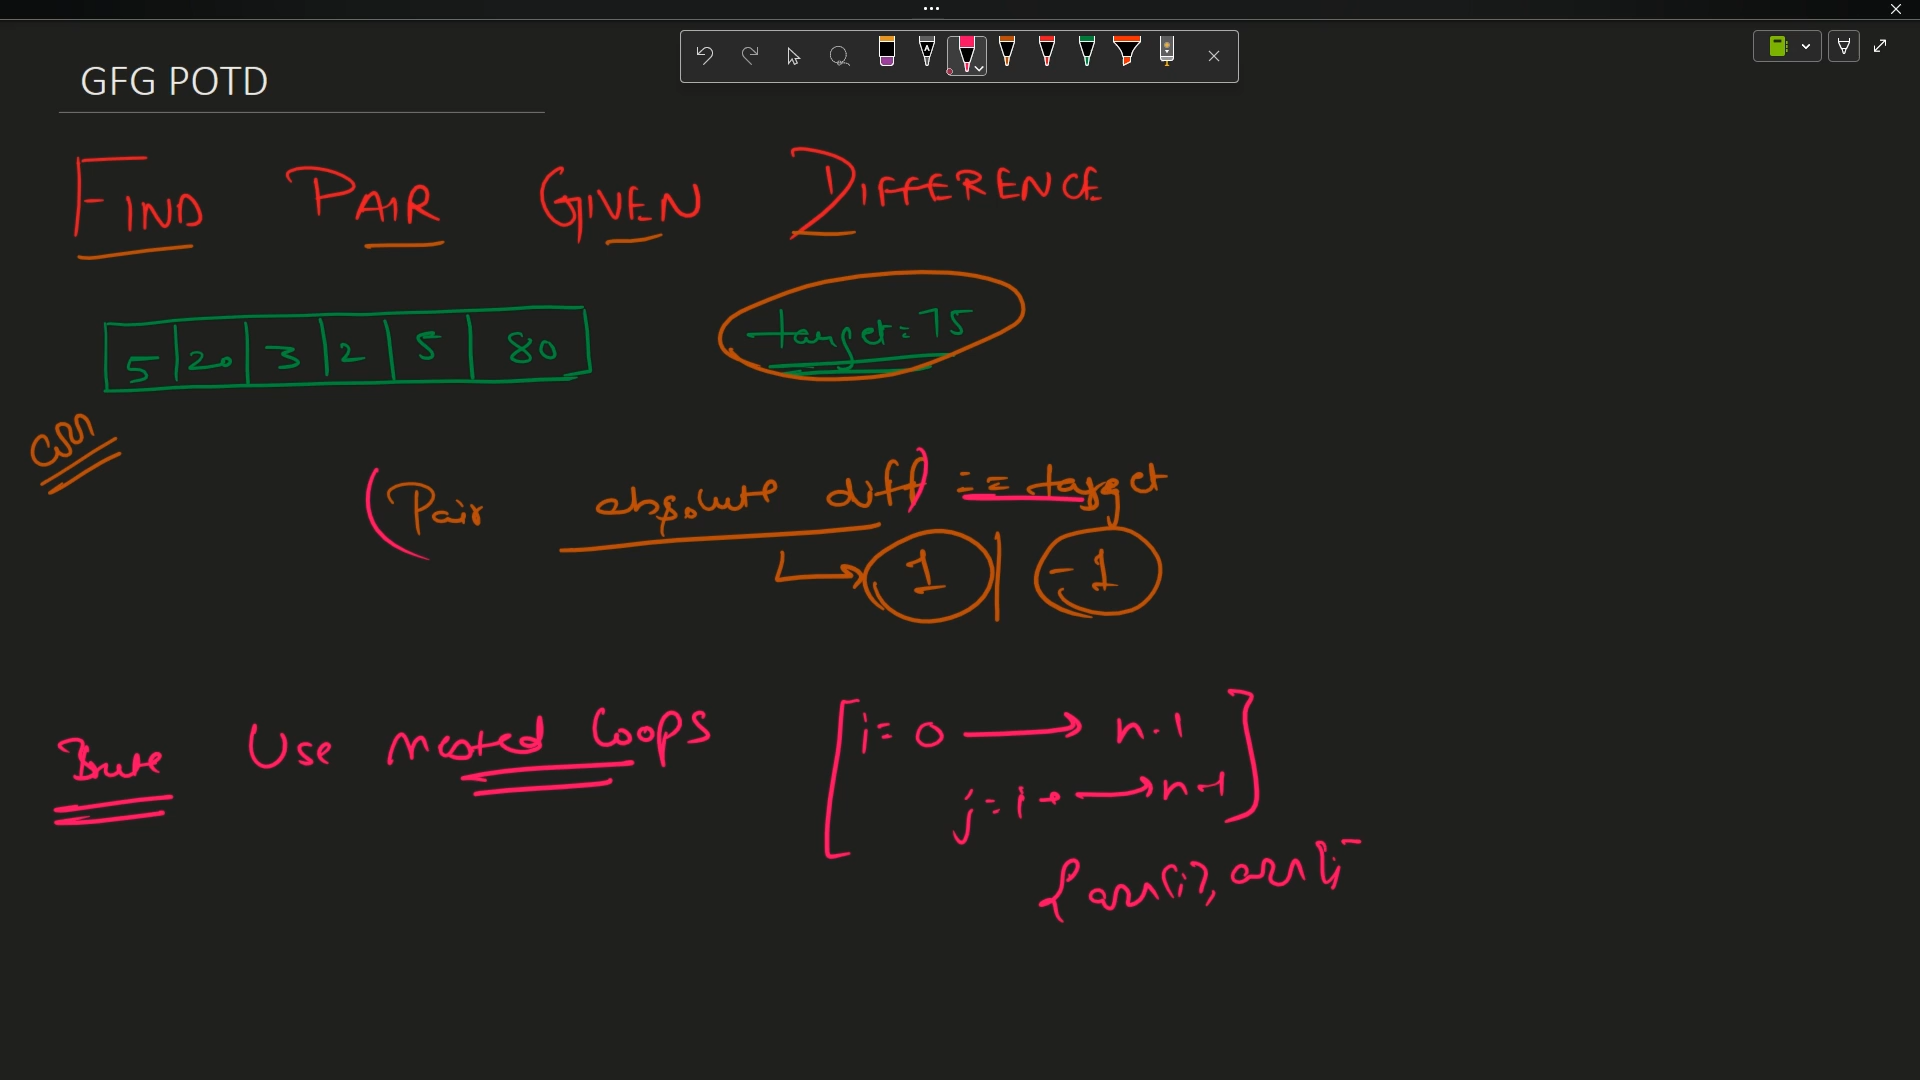 GFG POTD
FIND PAIR GIVEN DIFFERENCE
5 20 3 2 5 80 target = 75
arr
(Pair absolute diff) == target
1 | -1
Brute Use nested loops [i = 0 → n-1
j = i+ → n-1]
{arr[i], arr[j